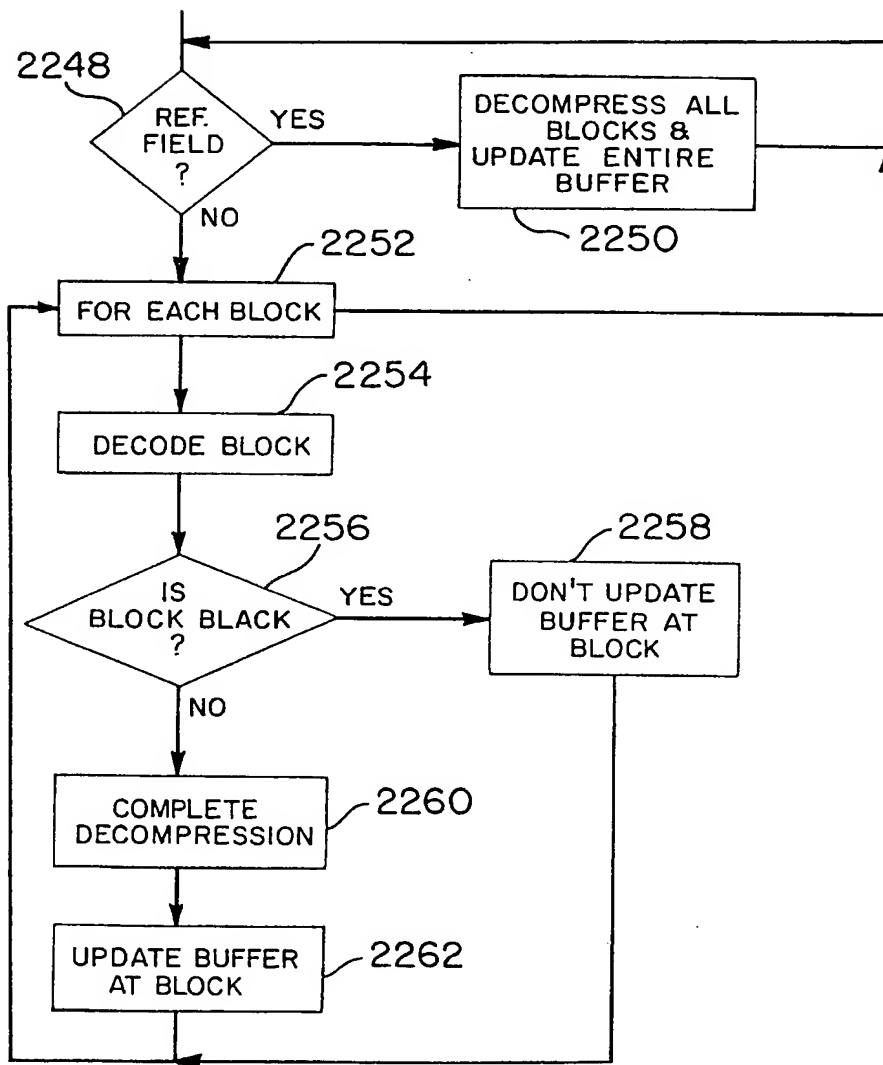 2248
REF.
FIELD
?
YES
NO
DECOMPRESS ALL
BLOCKS &
UPDATE ENTIRE
BUFFER
2250
2252
FOR EACH BLOCK
2254
DECODE BLOCK
2256
IS
BLOCK BLACK
?
YES
NO
2258
DON'T UPDATE
BUFFER AT
BLOCK
COMPLETE
DECOMPRESSION
2260
UPDATE BUFFER
AT BLOCK
2262